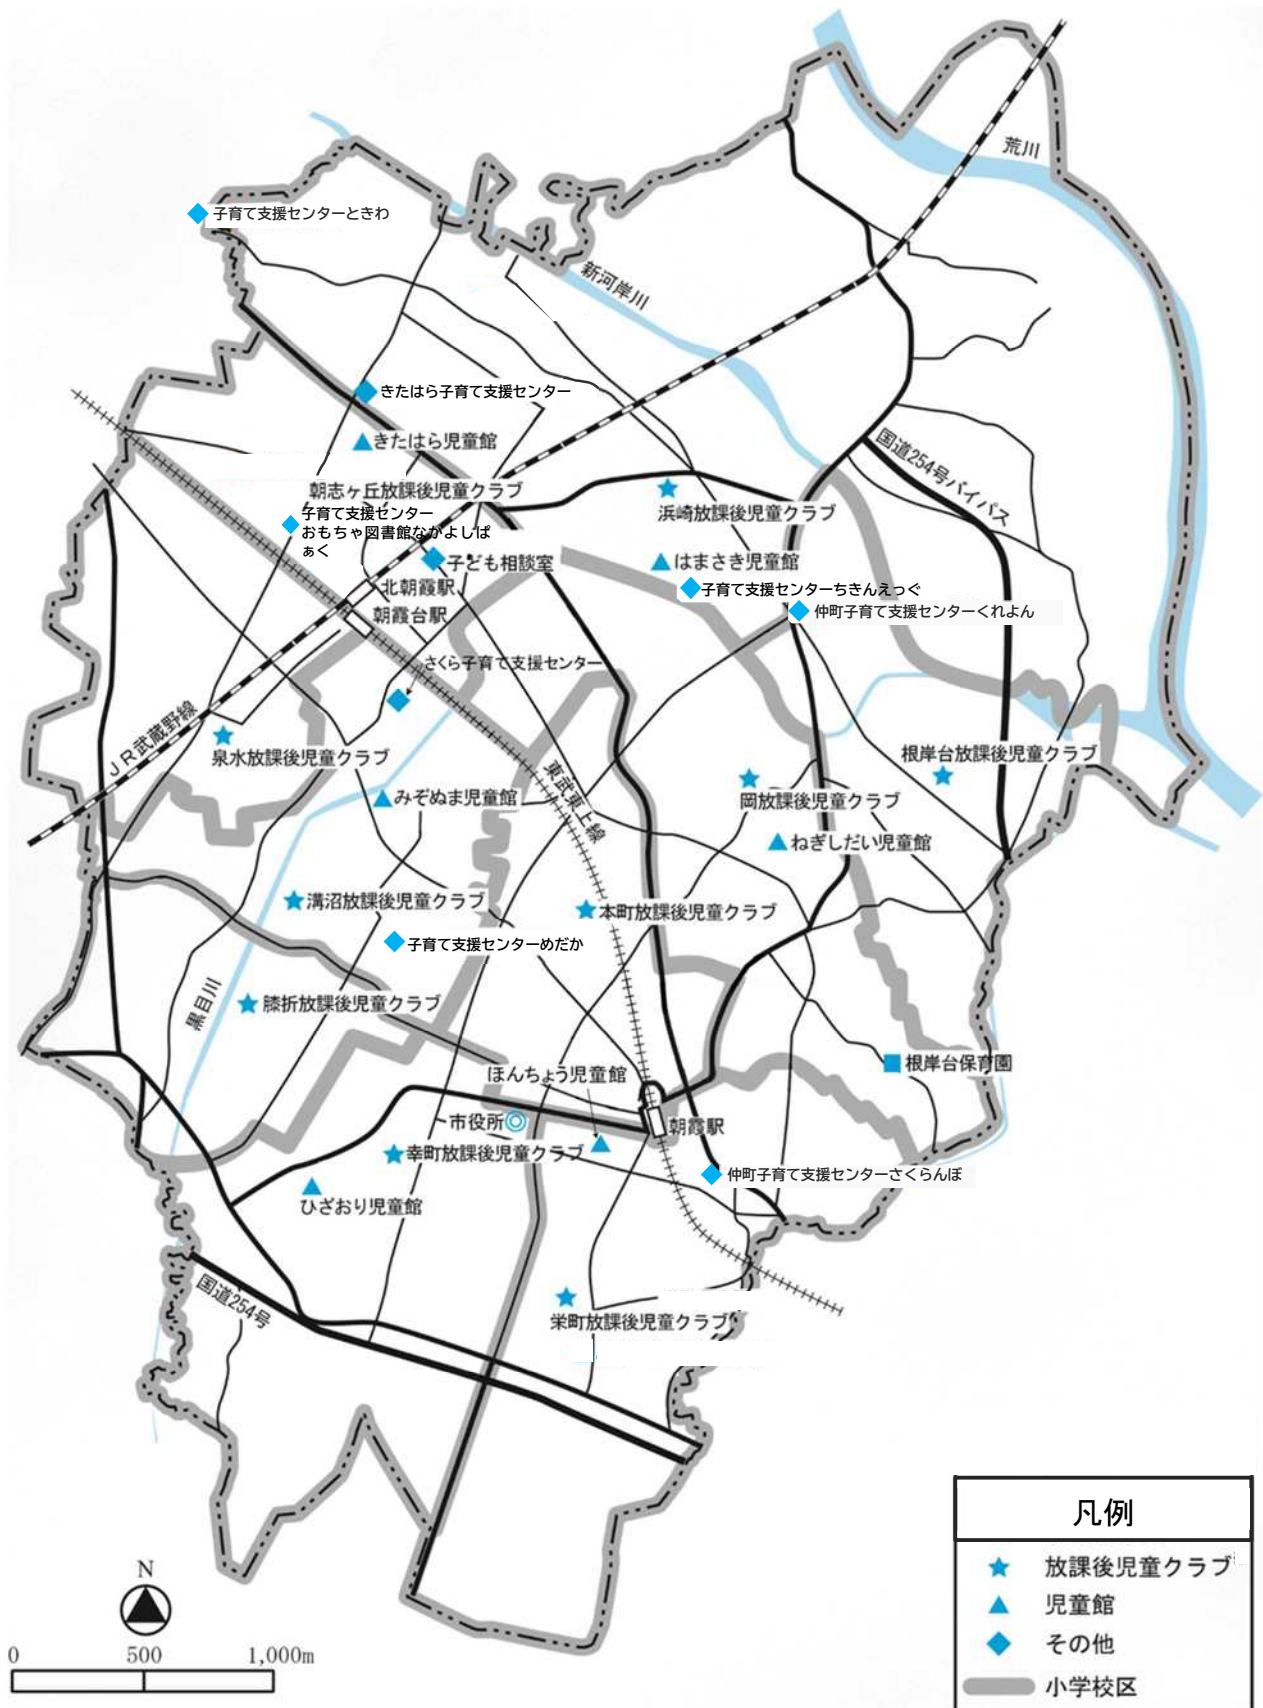 荒川
子育て支援センターときわ
新河岸川
きたはら子育て支援センター
きたはら児童館
国道254号バイパス
朝志ヶ丘放課後児童クラブ
浜崎放課後児童クラブ
子育て支援センター
おもちゃ図書館なかよしぱ
ぁく
子ども相談室
はまさき児童館
北朝霞駅
子育て支援センターちきんえっぐ
朝霞台駅
仲町子育て支援センターくれよん
さくら子育て支援センター
JR武蔵野線
泉水放課後児童クラブ
根岸台放課後児童クラブ
東武東上線
みぞぬま児童館
岡放課後児童クラブ
ねぎしだい児童館
溝沼放課後児童クラブ
本町放課後児童クラブ
子育て支援センターめだか
黒目川
膝折放課後児童クラブ
根岸台保育園
ほんちょう児童館
市役所
朝霞駅
幸町放課後児童クラブ
仲町子育て支援センターさくらんぼ
ひざおり児童館
国道254号
栄町放課後児童クラブ
凡例
放課後児童クラブ
児童館
その他
小学校区
N
0 500 1,000m